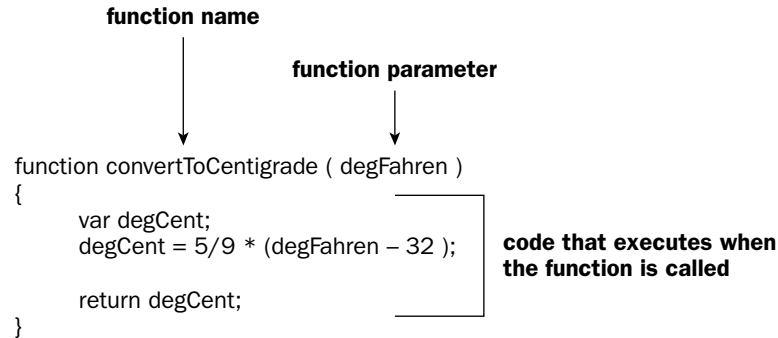 function name
function parameter
function convertToCentigrade ( degFahren )
{
var degCent;
degCent = 5/9 * (degFahren – 32 );
code that executes when
the function is called
return degCent;
}